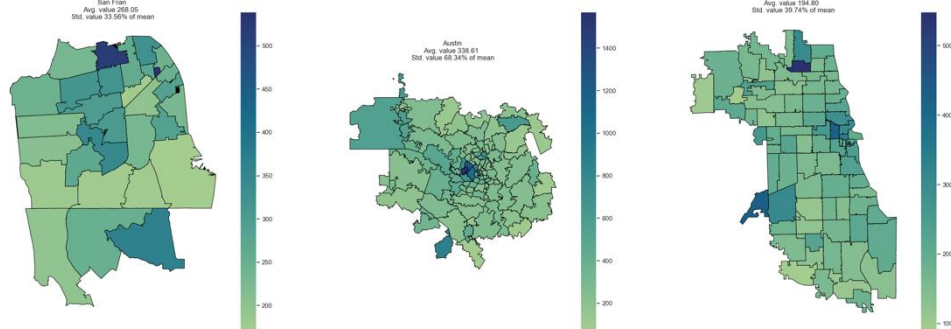 San Fran
Avg. value 268.05
Std. value 33.56% of mean
500
450
400
350
300
250
200
Austin
Avg. value 338.61
Std. value 68.34% of mean
1400
1200
1000
800
600
400
200
Avg. value 194.80
Std. value 39.74% of mean
500
400
300
200
100